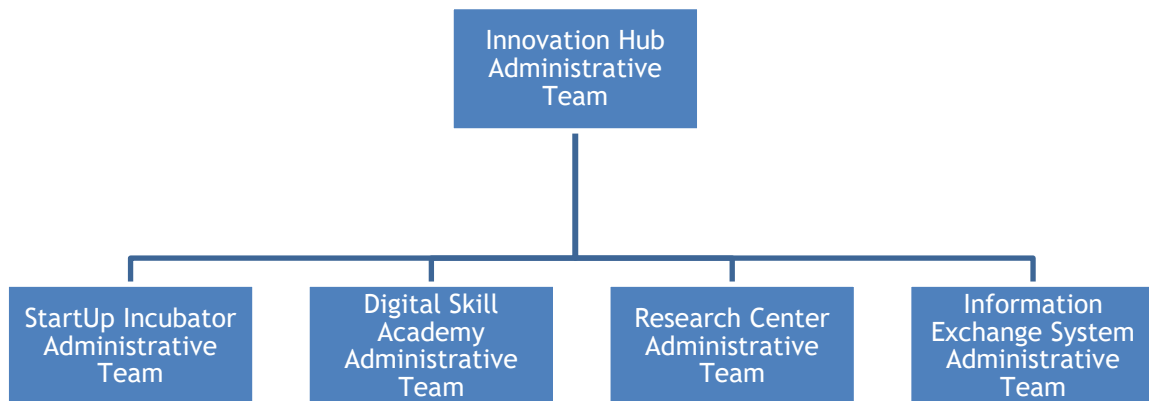 Innovation Hub
Administrative
Team
StartUp Incubator
Administrative
Team
Digital Skill
Academy
Administrative
Team
Research Center
Administrative
Team
Information
Exchange System
Administrative
Team